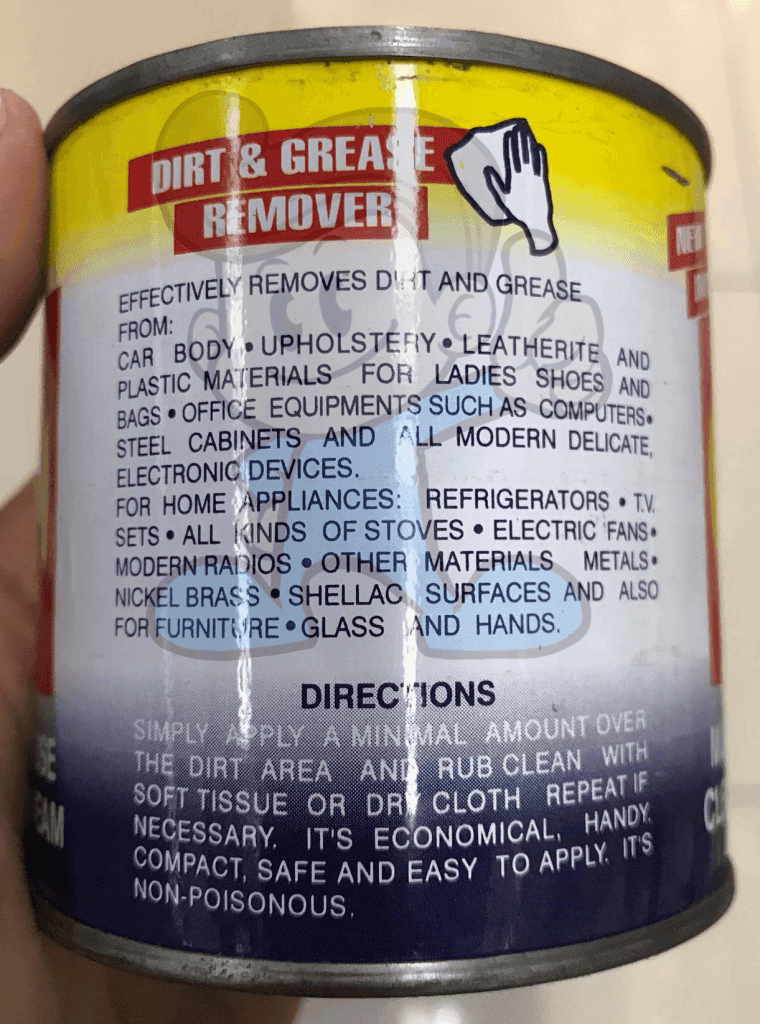 DIRT & GREASE
REMOVER
EFFECTIVELY REMOVES DIRT AND GREASE
FROM:
CAR BODY • UPHOLSTERY • LEATHERITE AND
PLASTIC MATERIALS FOR LADIES SHOES AND
BAGS • OFFICE EQUIPMENTS SUCH AS COMPUTERS •
STEEL CABINETS AND ALL MODERN DELICATE,
ELECTRONIC DEVICES.
FOR HOME APPLIANCES: REFRIGERATORS • T.V.
SETS • ALL KINDS OF STOVES • ELECTRIC FANS •
MODERN RADIOS • OTHER MATERIALS METALS •
NICKEL BRASS • SHELLAC SURFACES AND ALSO
FOR FURNITURE • GLASS AND HANDS.
DIRECTIONS
SIMPLY APPLY A MINIMAL AMOUNT OVER
THE DIRT AREA AND RUB CLEAN WITH
SOFT TISSUE OR DRY CLOTH REPEAT IF
NECESSARY. IT'S ECONOMICAL, HANDY.
COMPACT, SAFE AND EASY TO APPLY. IT'S
NON-POISONOUS.
NEW